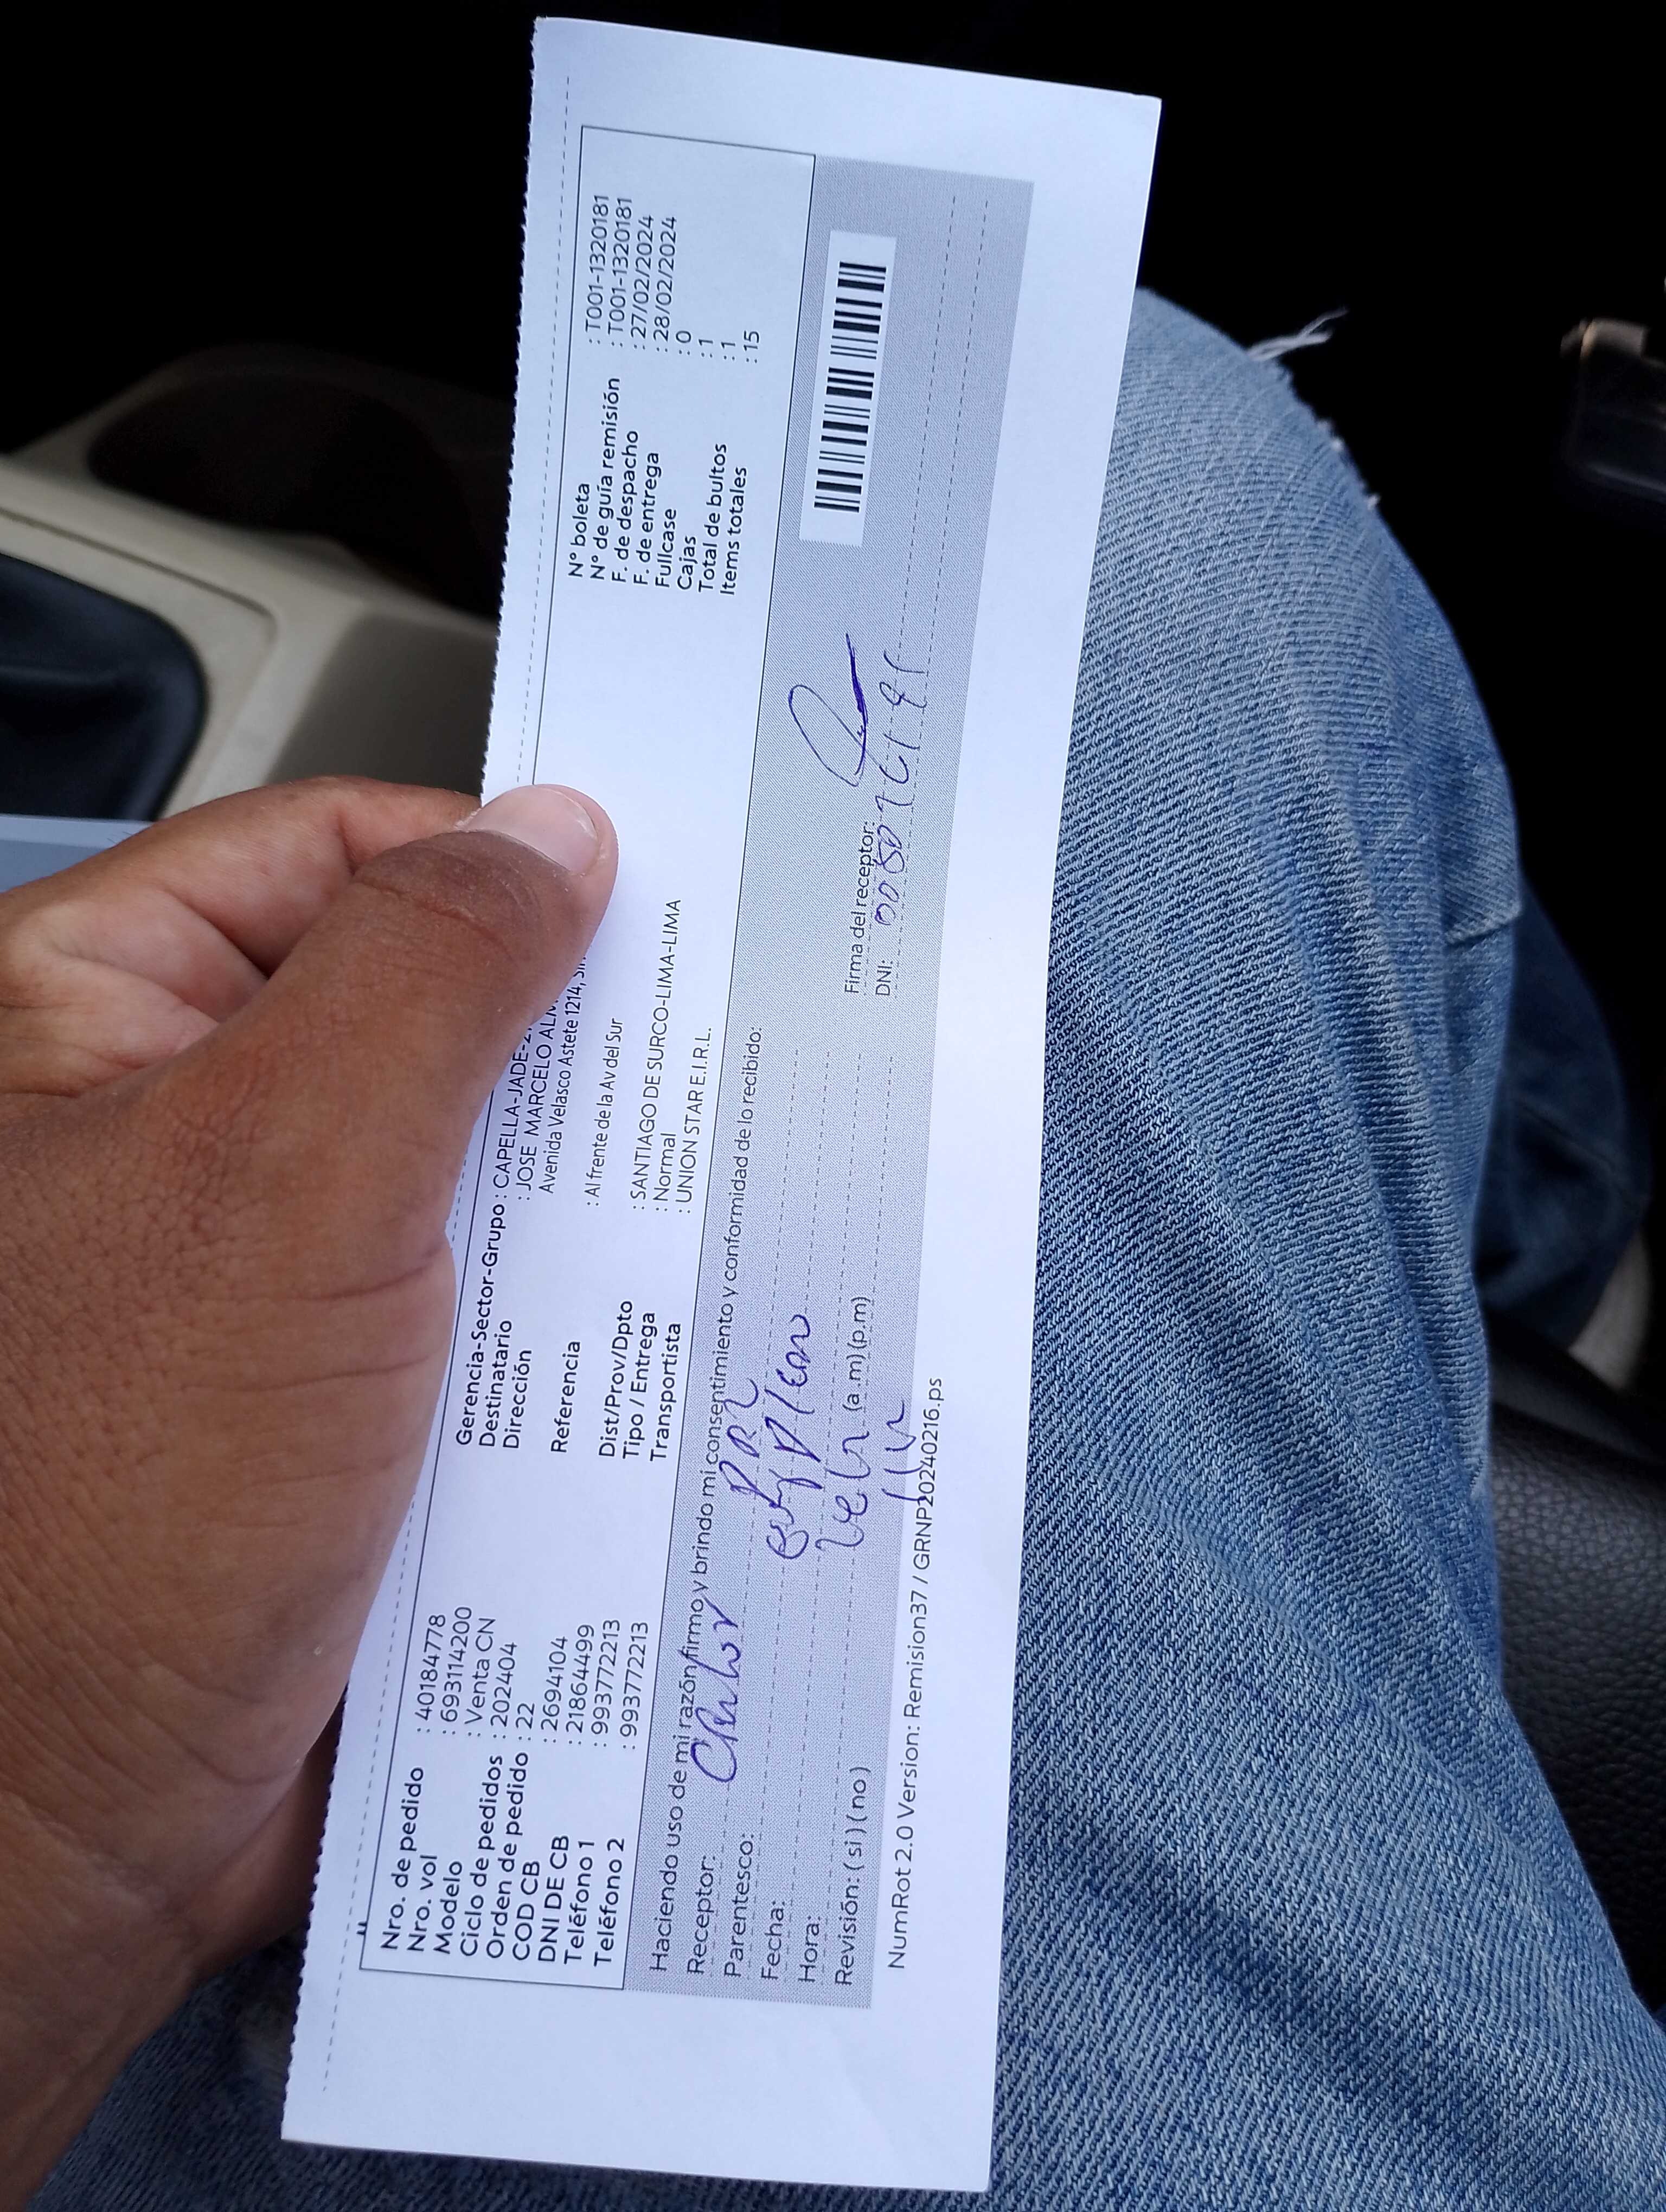 Nro. de pedido : 40184778
Nro. vol : 693114200
Modelo : Venta CN
Ciclo de pedidos : 202404
Orden de pedido : 22
COD CB : 2694104
DNI DE CB : 21864499
Teléfono 1 : 993772213
Teléfono 2 : 993772213
Gerencia-Sector-Grupo : CAPELLA-JADE-
Destinatario : JOSE MARCELO
Dirección Avenida Velasco Astete 1214,
Referencia : Al frente de la Av del Sur
Dist/Prov/Dpto : SANTIAGO DE SURCO-LIMA-LIMA
Tipo / Entrega : Normal
Transportista : UNION STAR E.I.R.L.
N° boleta : T001-1320181
N° de guía remisión : T001-1320181
F. de despacho : 27/02/2024
F. de entrega : 28/02/2024
Fullcase : 0
Cajas : 1
Total de bultos : 1
Items totales : 15
Haciendo uso de mi razón firmo y brindo mi consentimiento y conformidad de lo recibido:
Receptor:
Parentesco:
Fecha:
Hora: (a.m) (p.m)
Revisión: ( si ) ( no )
Firma del receptor:
DNI:
NumRot 2.0 Version: Remision37 / GRNP20240216.ps